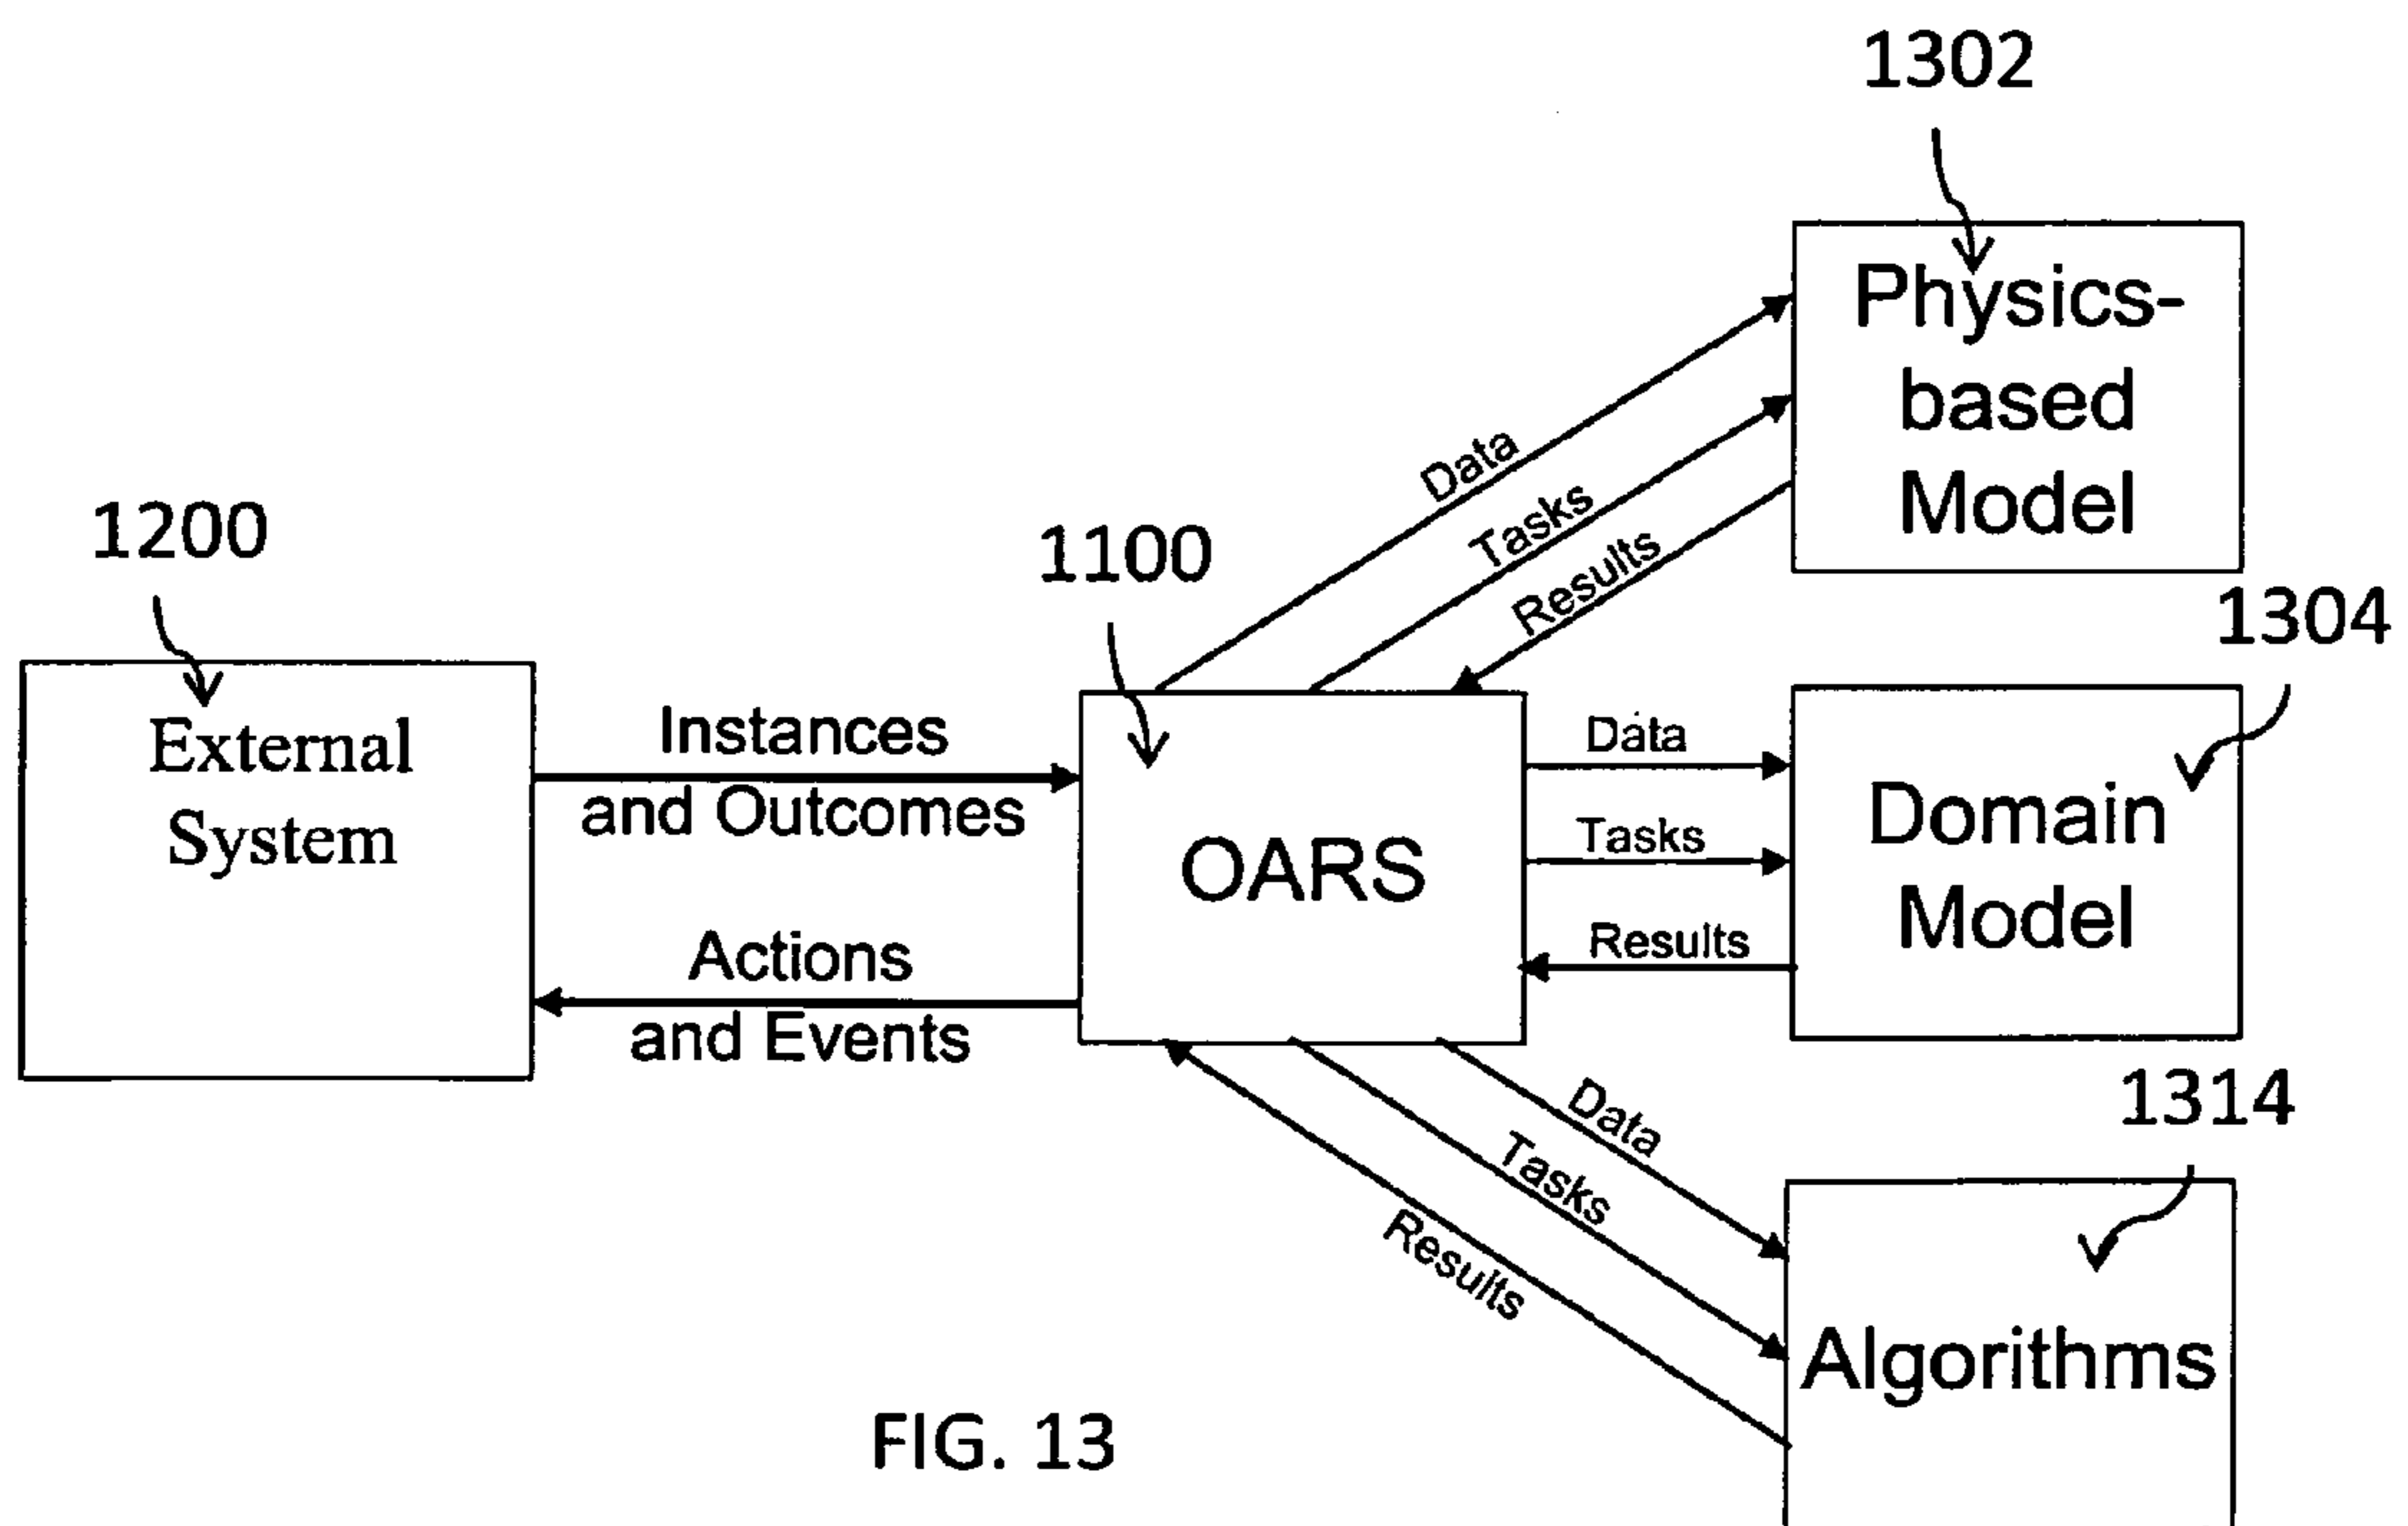 1302
Physics-
based
Model
Data
Tasks
Results
1200
1100
1304
External
System
Instances
and Outcomes
Actions
and Events
OARS
Data
Tasks
Results
Domain
Model
1314
Data
Tasks
Results
Algorithms
FIG. 13